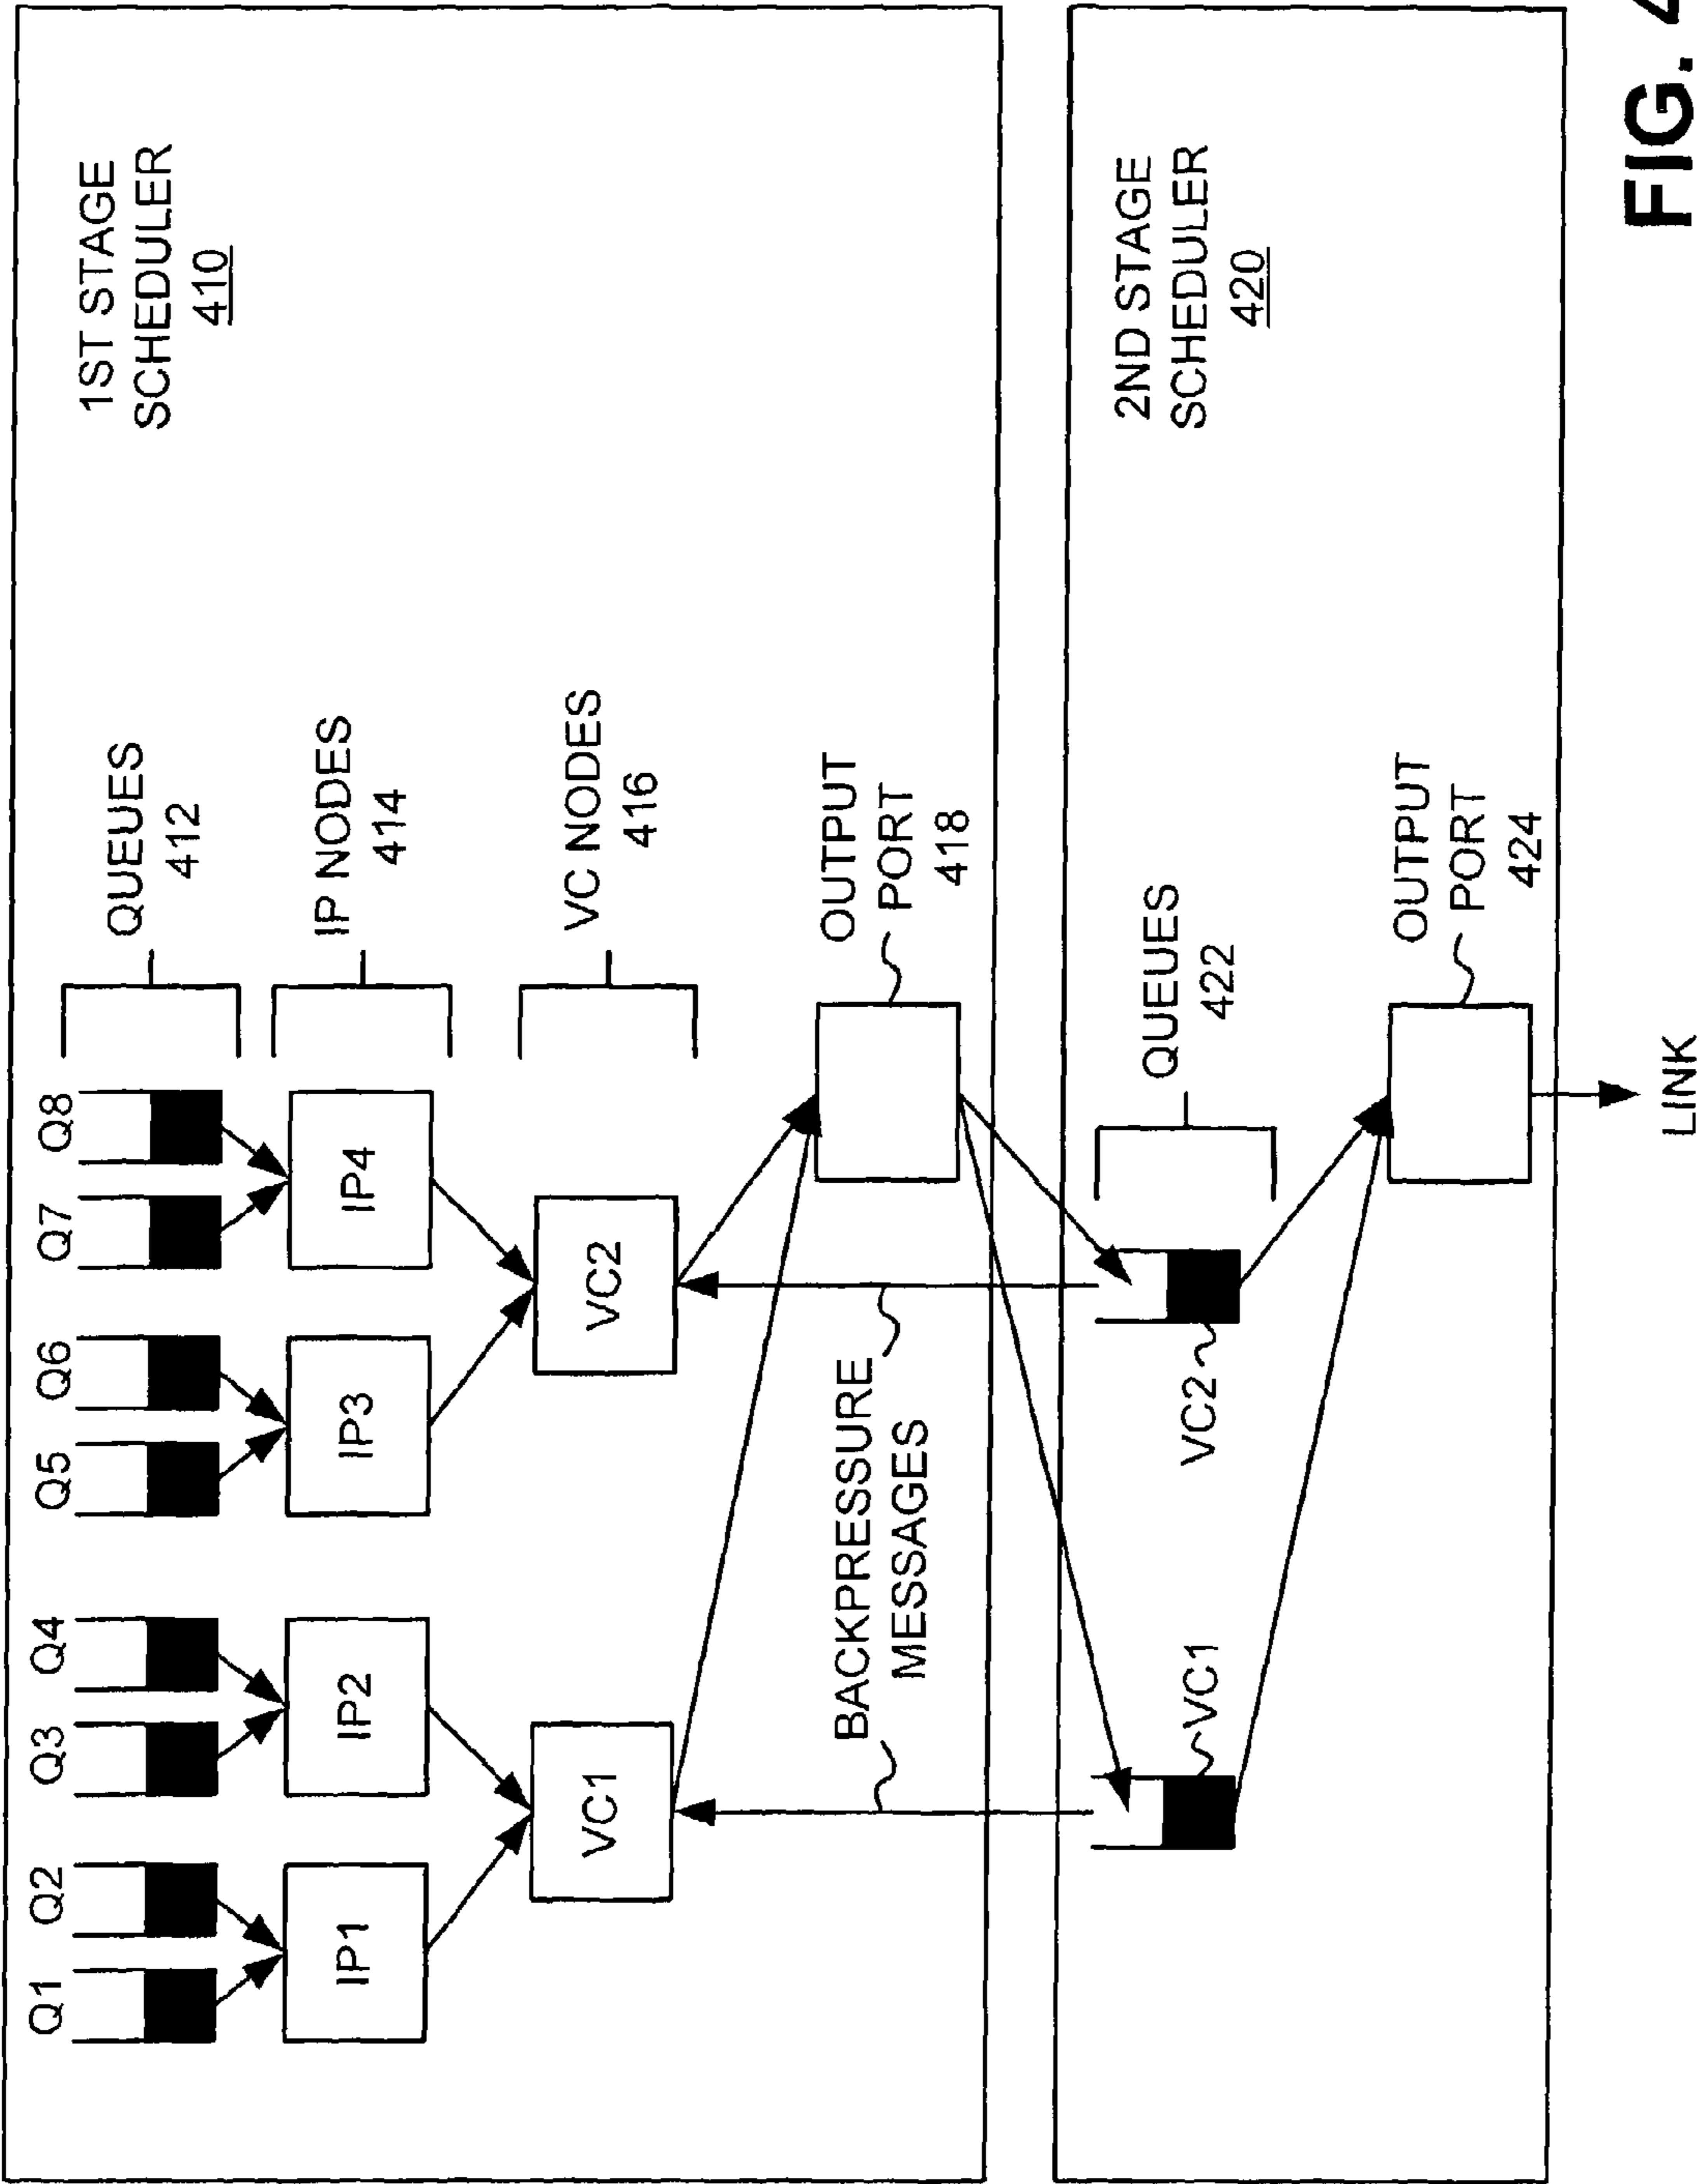 Q1 Q2 Q3 Q4 Q5 Q6 Q7 Q8
QUEUES
412
1ST STAGE
SCHEDULER
410
IP1 IP2 IP3 IP4
IP NODES
414
VC1 VC2
VC NODES
416
BACKPRESSURE
MESSAGES
OUTPUT
PORT
418
VC1
VC2
QUEUES
422
2ND STAGE
SCHEDULER
420
OUTPUT
PORT
424
LINK
FIG. 4